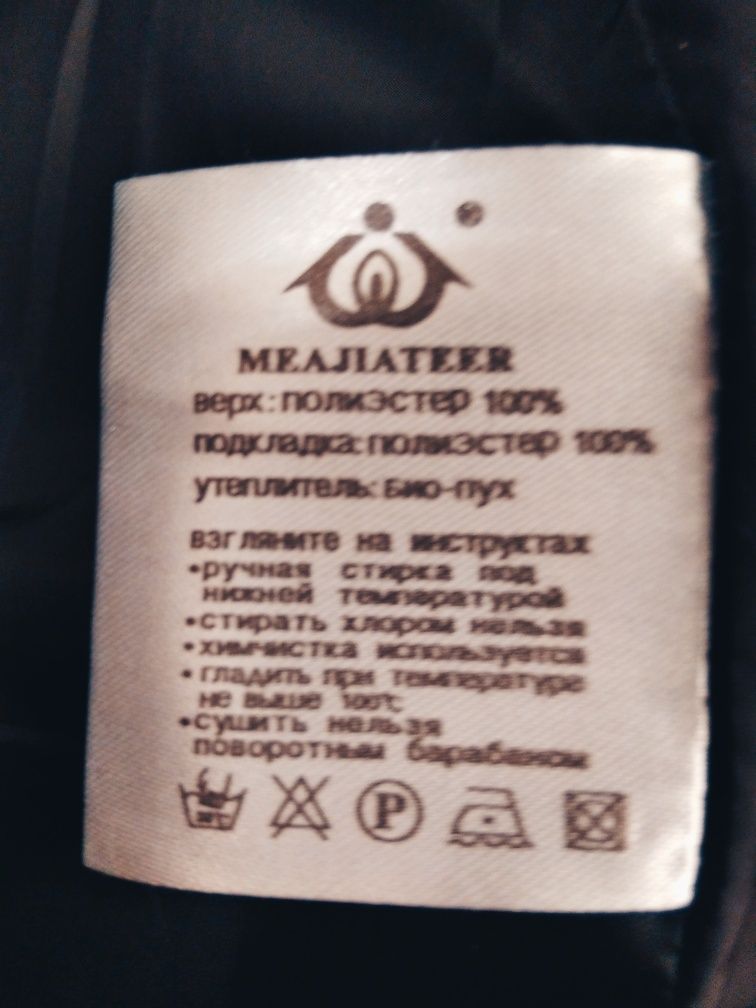 MEAJIATEER
верх: полиэстер 100%
подкладка: полиэстер 100%
утеплитель: био-пух
взгляните на инструктах
•ручная стирка под
нижней температурой
•стирать хлором нельзя
•химчистка используется
•гладить при температуре
не выше 100℃
•сушить нельзя
поворотным барабаном
P